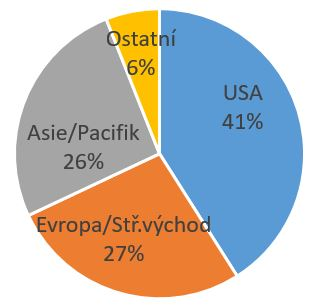 Ostatní
6%
USA
41%
Asie/Pacifik
26%
Evropa/Stř.východ
27%